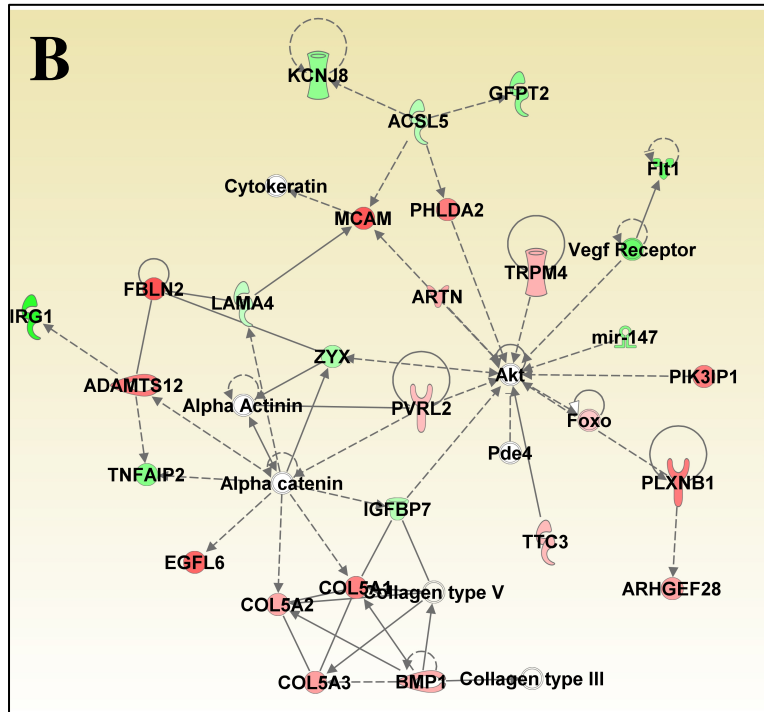 B
KCNJ8
GFPT2
ACSL5
Flt1
Cytokeratin
MCAM
PHLDA2
Vegf Receptor
TRPM4
FBLN2
LAMA4
ARTN
IRG1
mir-147
ZYX
Akt
PIK3IP1
ADAMTS12
Alpha Actinin
PVRL2
Foxo
Pde4
TNFAIP2
Alpha catenin
PLXNB1
IGFBP7
TTC3
EGFL6
COL5A1
Collagen type V
ARHGEF28
COL5A2
COL5A3
BMP1
Collagen type III